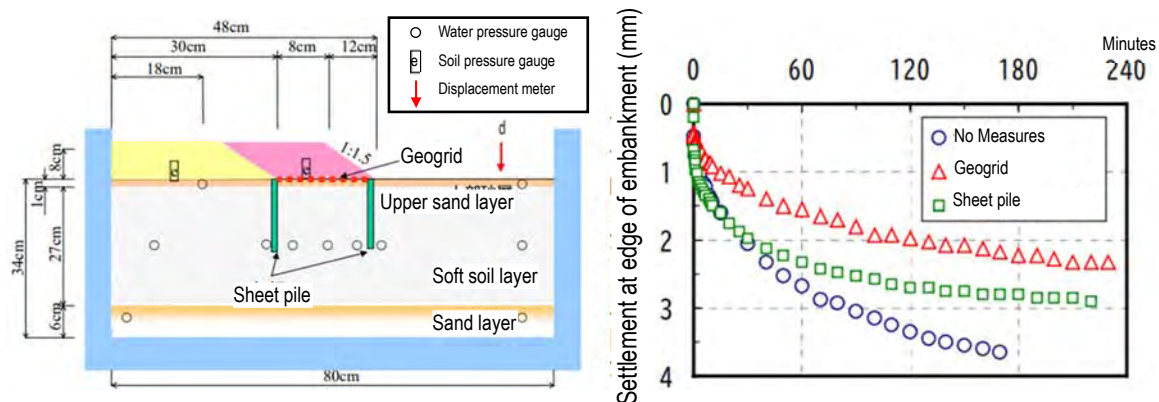 48cm
30cm
8cm
12cm
18cm
Water pressure gauge
e
Soil pressure gauge
Displacement meter
d
1:1.5
Geogrid
8cm
e
e
1cm
Upper sand layer
27cm
34cm
Soft soil layer
Sheet pile
6cm
Sand layer
80cm
Settlement at edge of embankment (mm)
Minutes
0 60 120 180 240
0
1
2
3
4
No Measures
Geogrid
Sheet pile